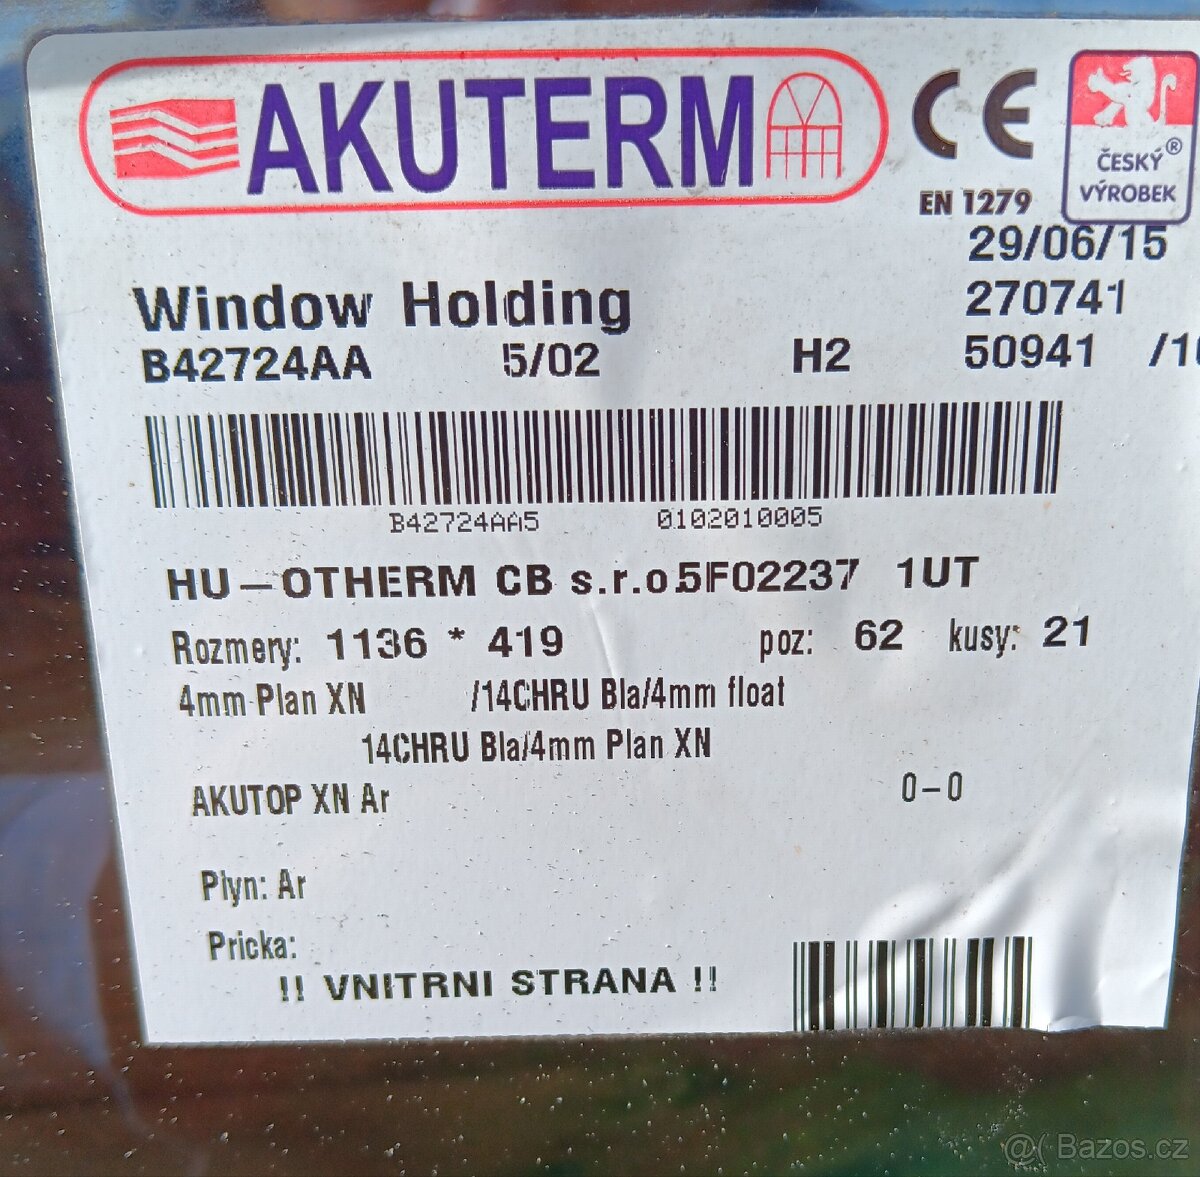 AKUTERM
CE
EN 1279
ČESKÝ®
VÝROBEK
29/06/15
Window Holding 270741
B42724AA 5/02 H2 50941
B42724AA5 0102010005
HU-OTHERM CB s.r.o.5F02237 1UT
Rozmery: 1136 * 419 poz: 62 kusy: 21
4mm Plan XN /14CHRU Bla/4mm float
14CHRU Bla/4mm Plan XN
AKUTOP XN Ar 0-0
Plyn: Ar
Pricka:
!! VNITRNI STRANA !!
@( Bazos.cz